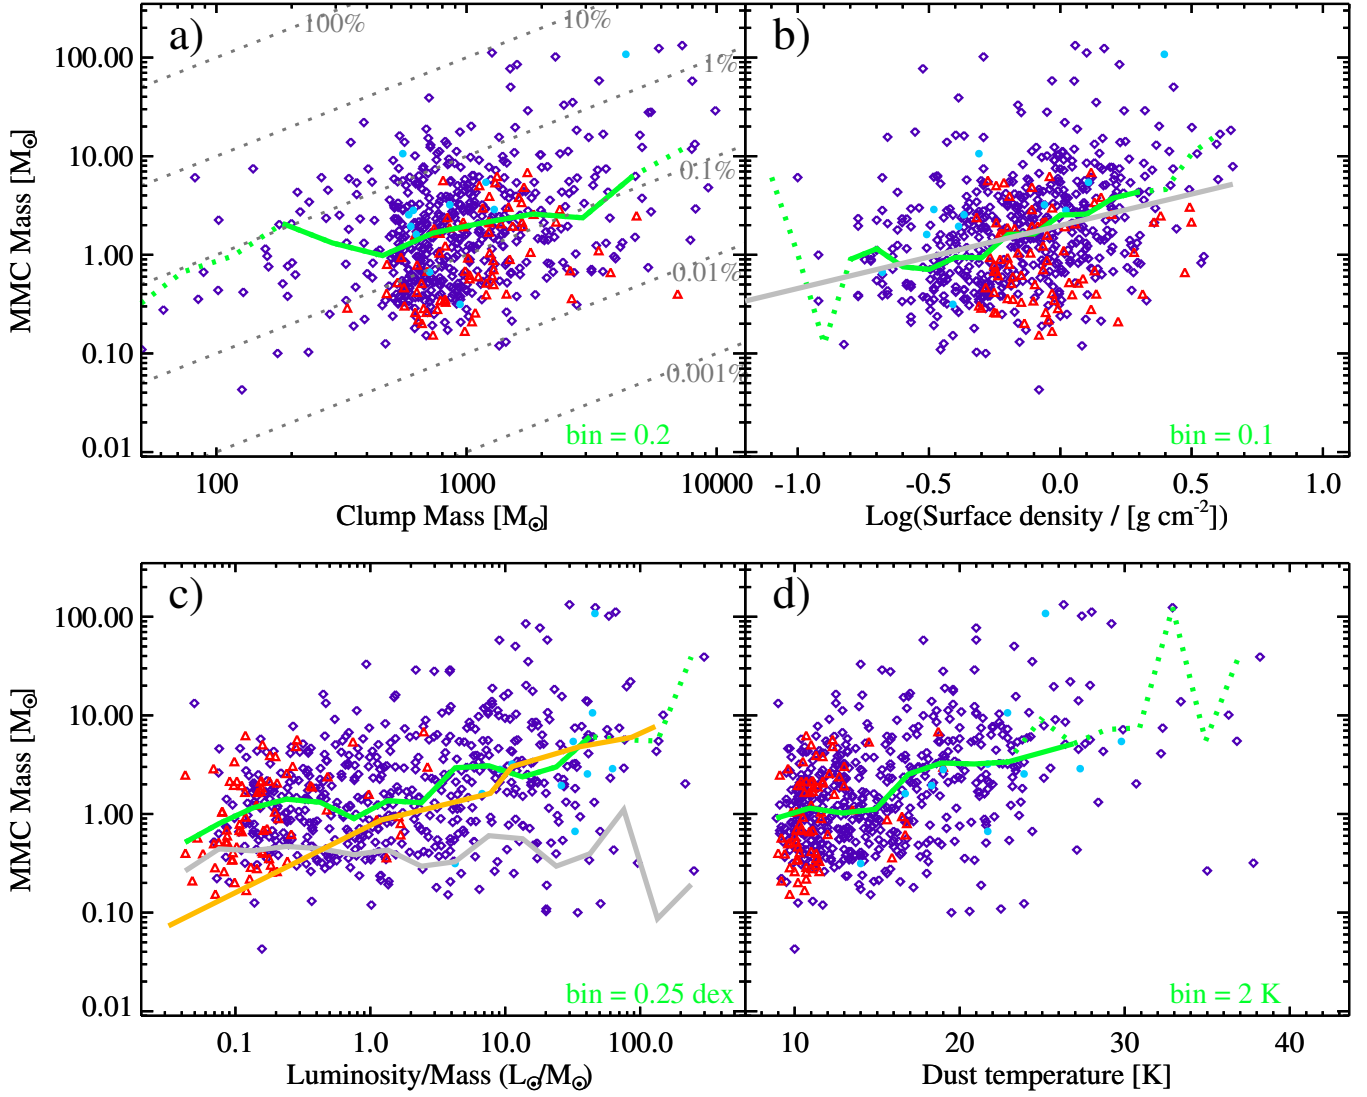 a)
100%
10%
1%
0.1%
0.01%
0.001%
100.00
10.00
1.00
0.10
0.01
MMC Mass [M⊙]
bin = 0.2
100 1000 10000
Clump Mass [M⊙]
b)
bin = 0.1
-1.0 -0.5 0.0 0.5 1.0
Log(Surface density / [g cm⁻²])
c)
100.00
10.00
1.00
0.10
0.01
MMC Mass [M⊙]
bin = 0.25 dex
0.1 1.0 10.0 100.0
Luminosity/Mass (L⊙/M⊙)
d)
bin = 2 K
10 20 30 40
Dust temperature [K]